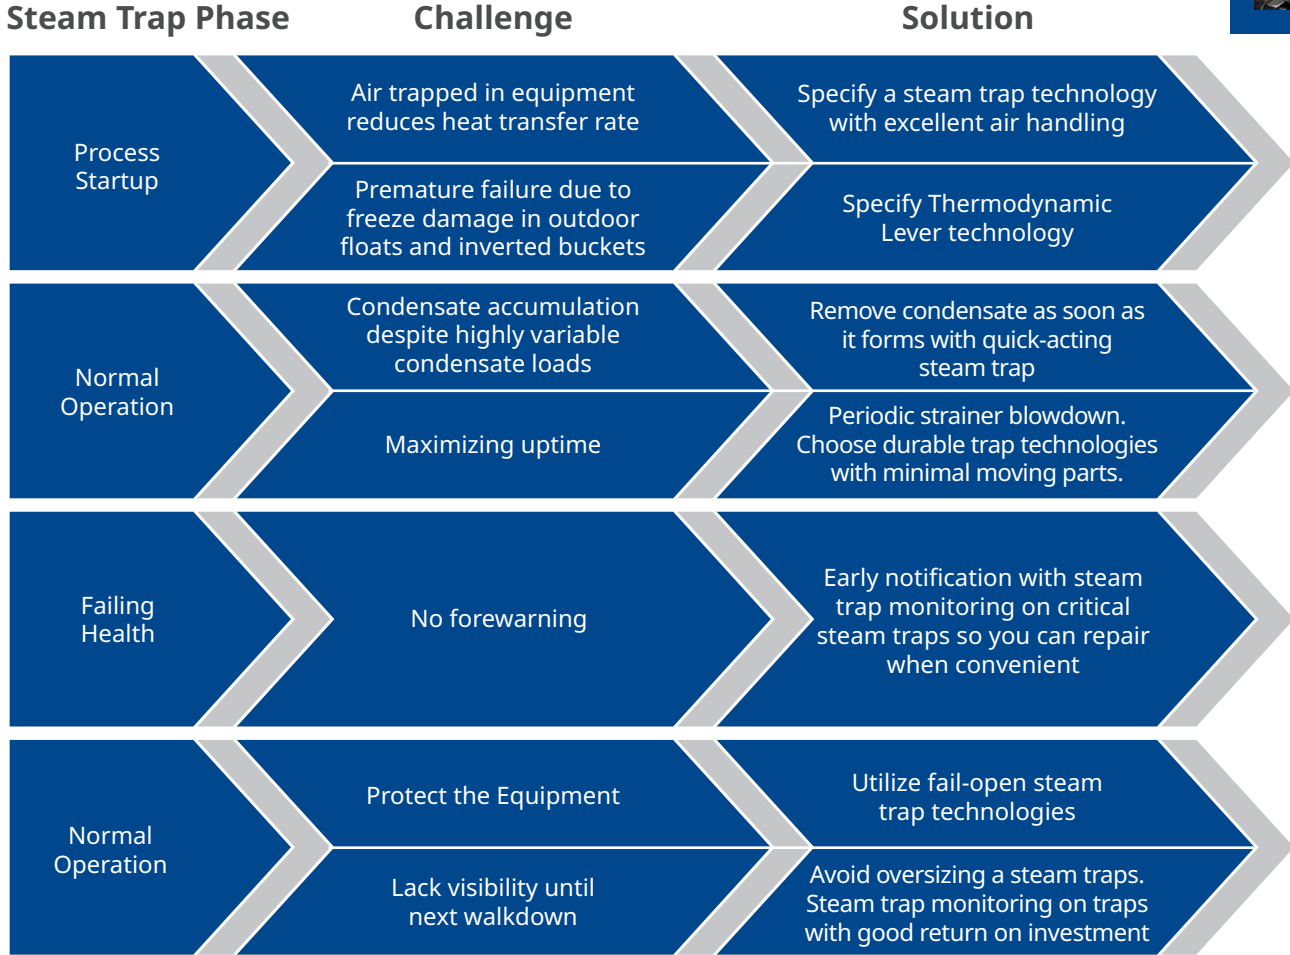 Steam Trap Phase
Challenge
Solution
Process
Startup
Air trapped in equipment
reduces heat transfer rate
Specify a steam trap technology
with excellent air handling
Premature failure due to
freeze damage in outdoor
floats and inverted buckets
Specify Thermodynamic
Lever technology
Normal
Operation
Condensate accumulation
despite highly variable
condensate loads
Remove condensate as soon as
it forms with quick-acting
steam trap
Maximizing uptime
Periodic strainer blowdown.
Choose durable trap technologies
with minimal moving parts.
Failing
Health
No forewarning
Early notification with steam
trap monitoring on critical
steam traps so you can repair
when convenient
Normal
Operation
Protect the Equipment
Utilize fail-open steam
trap technologies
Lack visibility until
next walkdown
Avoid oversizing a steam traps.
Steam trap monitoring on traps
with good return on investment